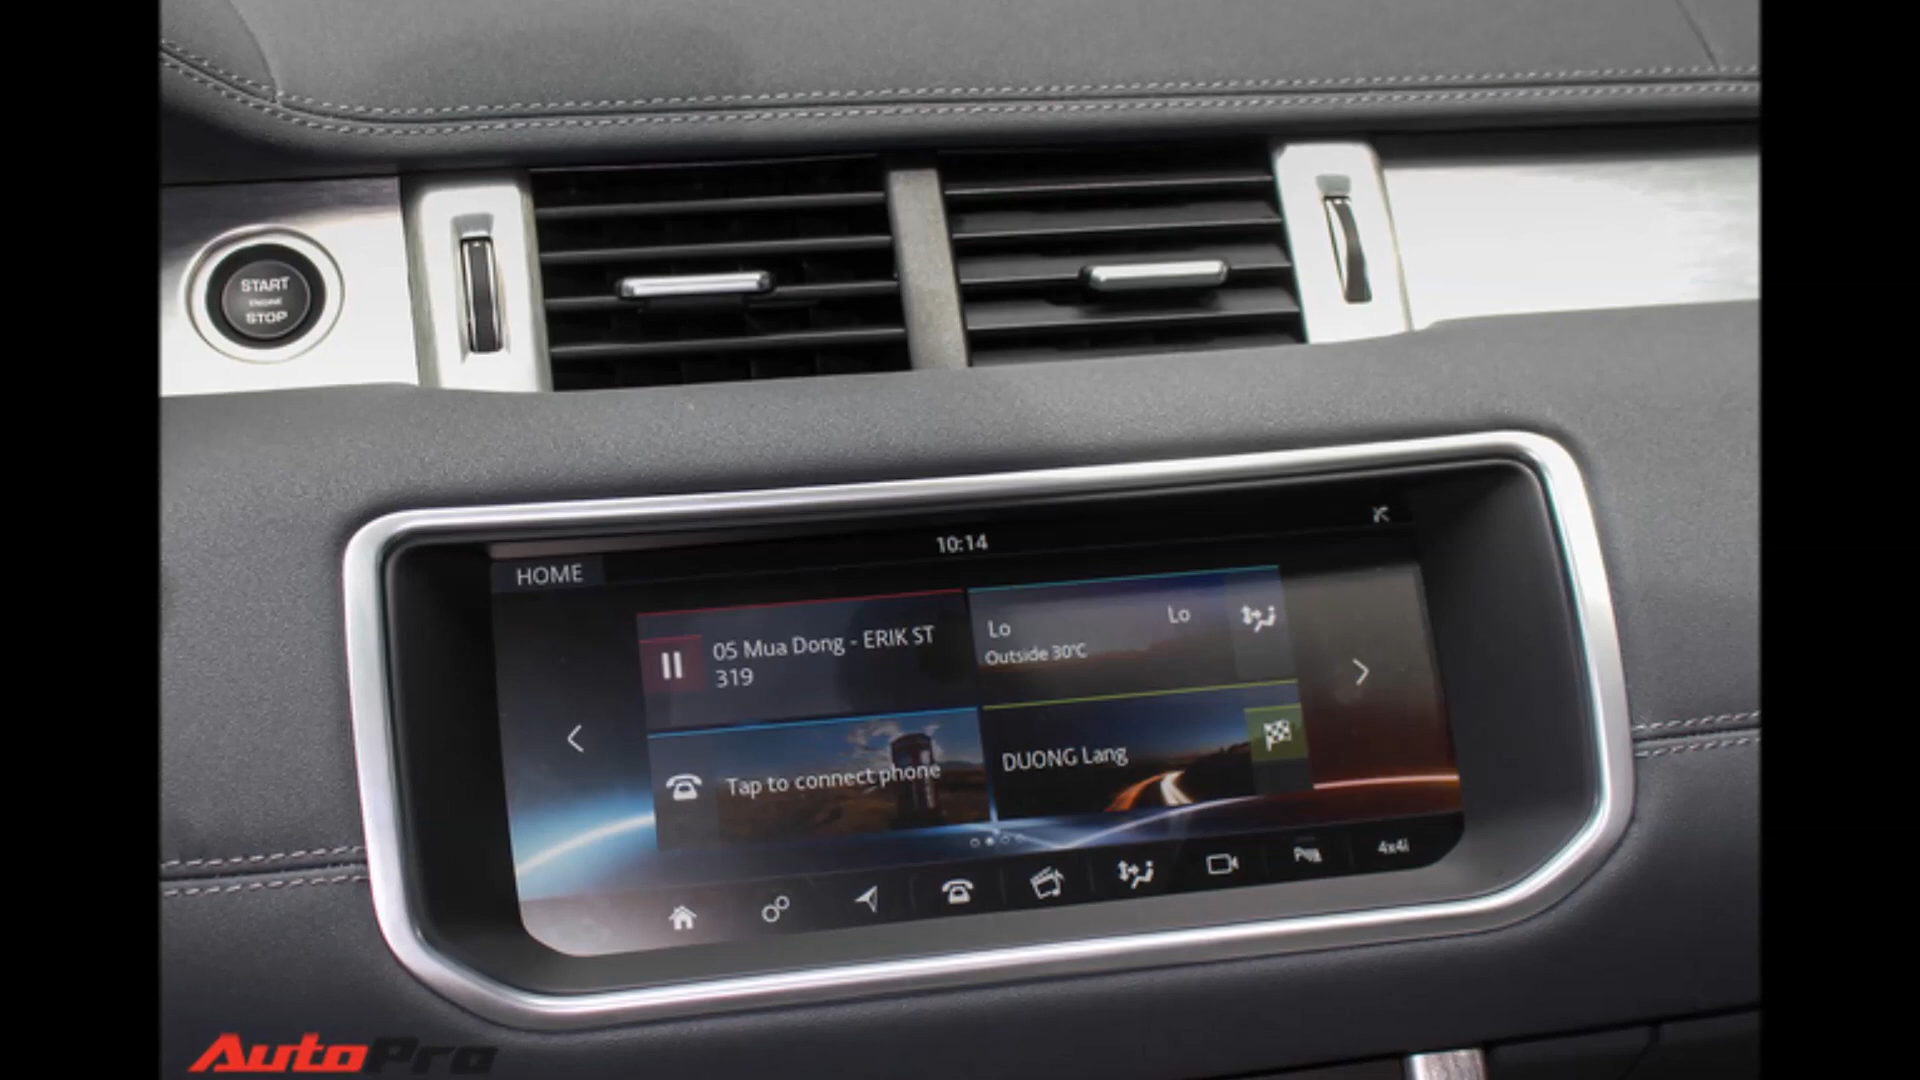 START
ENGINE
STOP
10:14
HOME
05 Mua Dong - ERIK ST
319
Lo
Lo
Outside 30°C
Tap to connect phone
DUONG Lang
4x4i
AutoPro